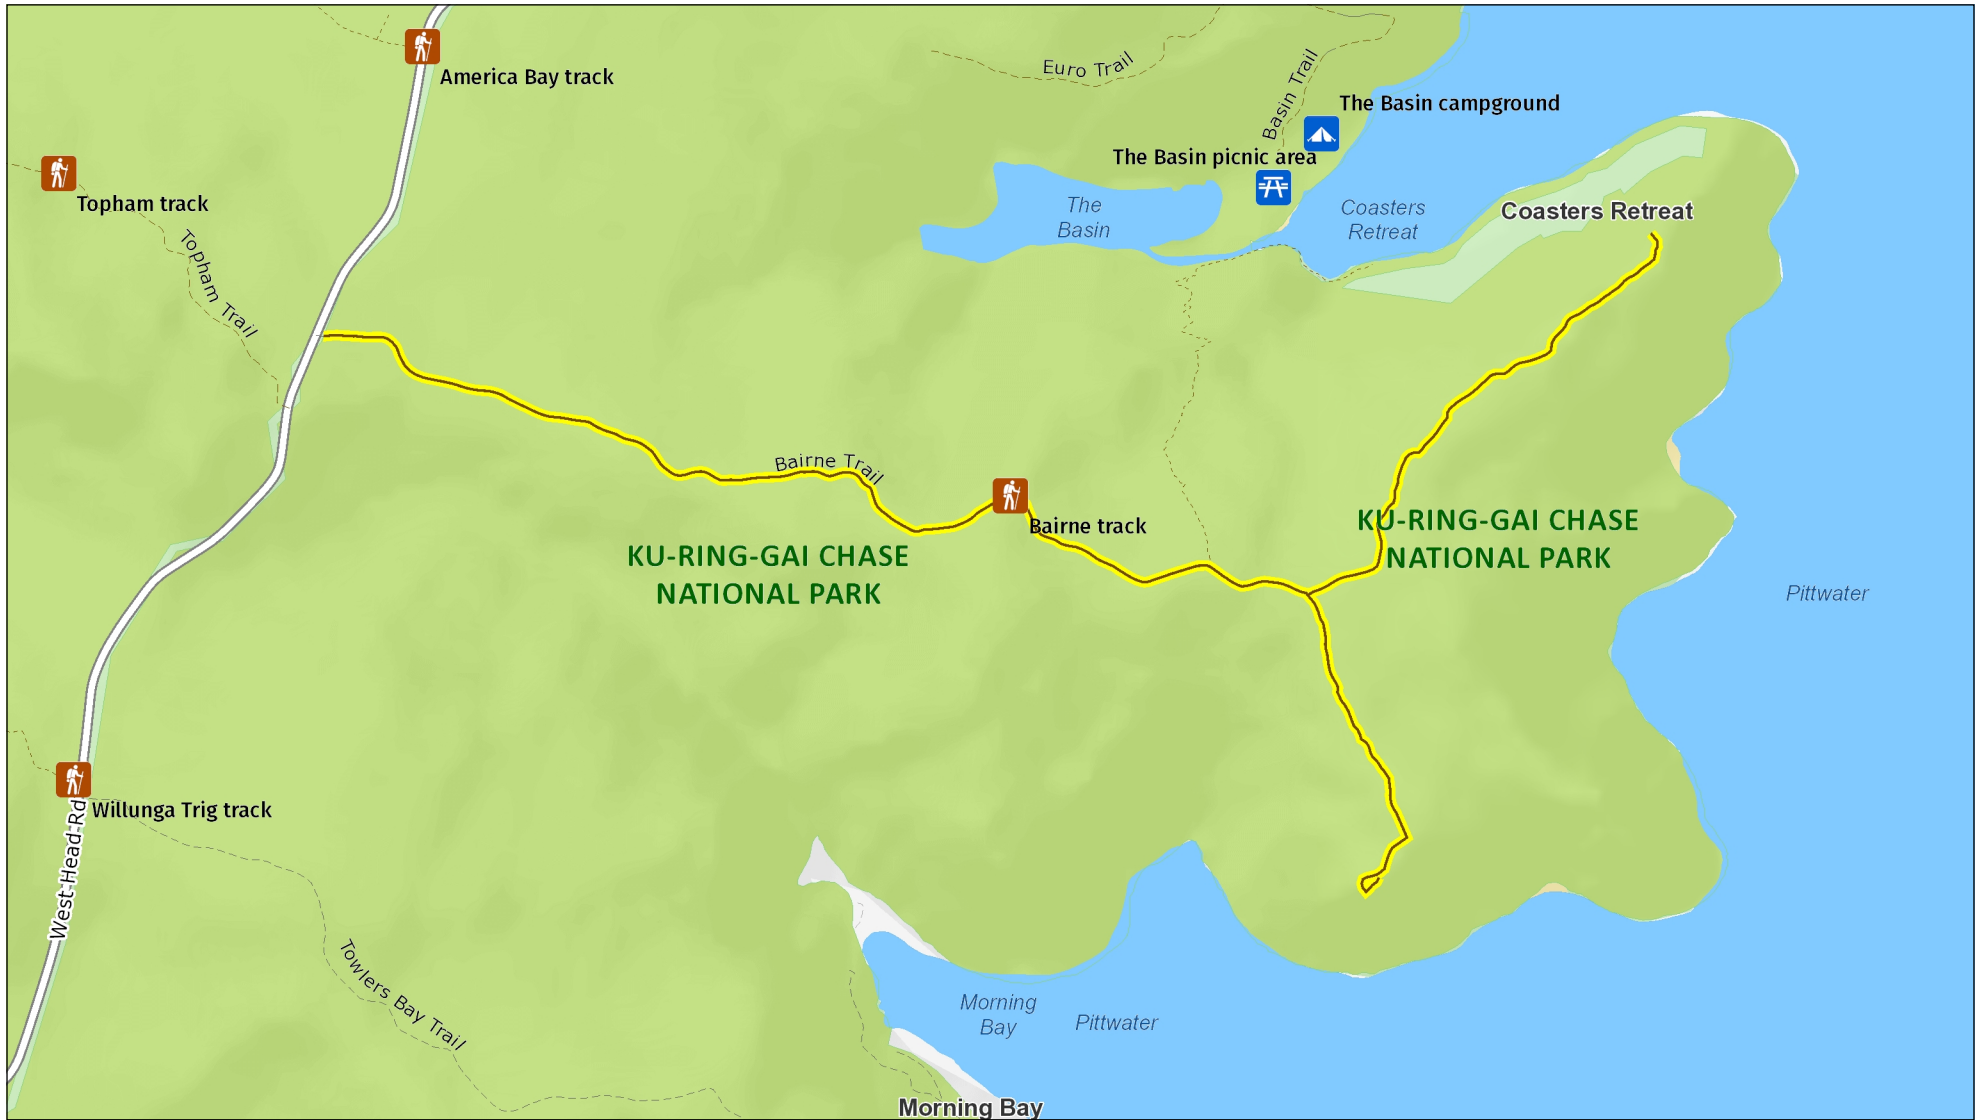 America Bay track
Euro Trail
Basin Trail
The Basin campground
The Basin picnic area
Topham track
The
Basin
Coasters
Retreat
Coasters Retreat
Topham Trail
Bairne Trail
Bairne track
KU-RING-GAI CHASE
NATIONAL PARK
KU-RING-GAI CHASE
NATIONAL PARK
Pittwater
Willunga Trig track
West-Head-Rd
Towlers Bay Trail
Morning
Bay
Pittwater
Morning Bay